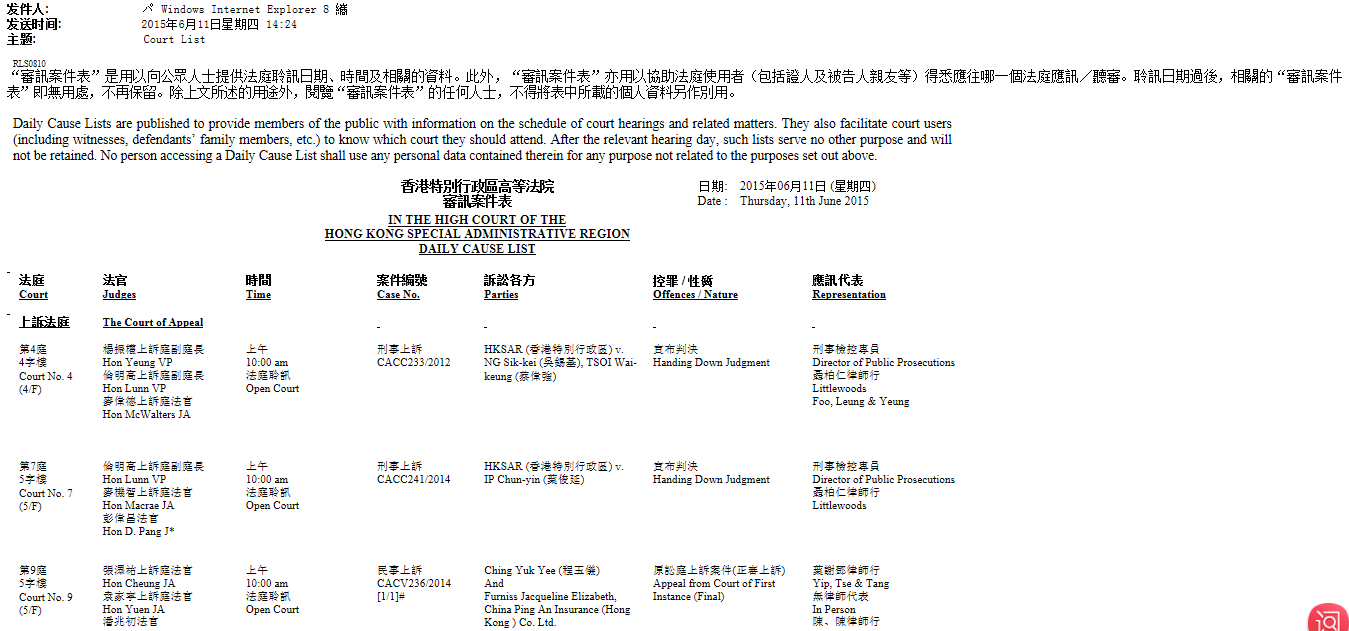 发件人: パ Windows Internet Explorer 8 繼
发送时间: 2015年6月11日星期四 14:24
主题: Court List
RLS0810
“審訊案件表”是用以向公眾人士提供法庭聆訊日期、時間及相關的資料。此外，“審訊案件表”亦用以協助法庭使用者（包括證人及被告人親友等）得悉應往哪一個法庭應訊／聽審。聆訊日期過後，相關的“審訊案件
表”即無用處，不再保留。除上文所述的用途外，閱覽“審訊案件表”的任何人士，不得將表中所載的個人資料另作別用。
Daily Cause Lists are published to provide members of the public with information on the schedule of court hearings and related matters. They also facilitate court users
(including witnesses, defendants’ family members, etc.) to know which court they should attend. After the relevant hearing day, such lists serve no other purpose and will
not be retained. No person accessing a Daily Cause List shall use any personal data contained therein for any purpose not related to the purposes set out above.
香港特別行政區高等法院
審訊案件表
IN THE HIGH COURT OF THE
HONG KONG SPECIAL ADMINISTRATIVE REGION
DAILY CAUSE LIST
日期: 2015年06月11日 (星期四)
Date : Thursday, 11th June 2015
法庭 法官 時間 案件編號 訴訟各方 控罪 / 性質 應訊代表
Court Judges Time Case No. Parties Offences / Nature Representation
上訴法庭 The Court of Appeal
第4庭
4字樓
Court No. 4
(4/F)
楊振權上訴庭副庭長
Hon Yeung VP
倫明高上訴庭副庭長
Hon Lunn VP
麥偉德上訴庭法官
Hon McWalters JA
上午
10:00 am
法庭聆訊
Open Court
刑事上訴
CACC233/2012
HKSAR (香港特別行政區) v.
NG Sik-kei (吳錫基), TSOI Wai-
keung (蔡偉強)
宣布判決
Handing Down Judgment
刑事檢控專員
Director of Public Prosecutions
聶柏仁律師行
Littlewoods
Foo, Leung & Yeung
第7庭
5字樓
Court No. 7
(5/F)
倫明高上訴庭副庭長
Hon Lunn VP
麥機智上訴庭法官
Hon Macrae JA
彭偉昌法官
Hon D. Pang J*
上午
10:00 am
法庭聆訊
Open Court
刑事上訴
CACC241/2014
HKSAR (香港特別行政區) v.
IP Chun-yin (葉俊延)
宣布判決
Handing Down Judgment
刑事檢控專員
Director of Public Prosecutions
聶柏仁律師行
Littlewoods
第9庭
5字樓
Court No. 9
(5/F)
張澤祐上訴庭法官
Hon Cheung JA
袁家寧上訴庭法官
Hon Yuen JA
潘兆初法官
上午
10:00 am
法庭聆訊
Open Court
民事上訴
CACV236/2014
[1/1]#
Ching Yuk Yee (程玉儀)
And
Furniss Jacqueline Elizabeth,
China Ping An Insurance (Hong
Kong ) Co. Ltd.
原訟庭上訴案件(正審上訴)
Appeal from Court of First
Instance (Final)
葉謝鄧律師行
Yip, Tse & Tang
無律師代表
In Person
陳、陳律師行